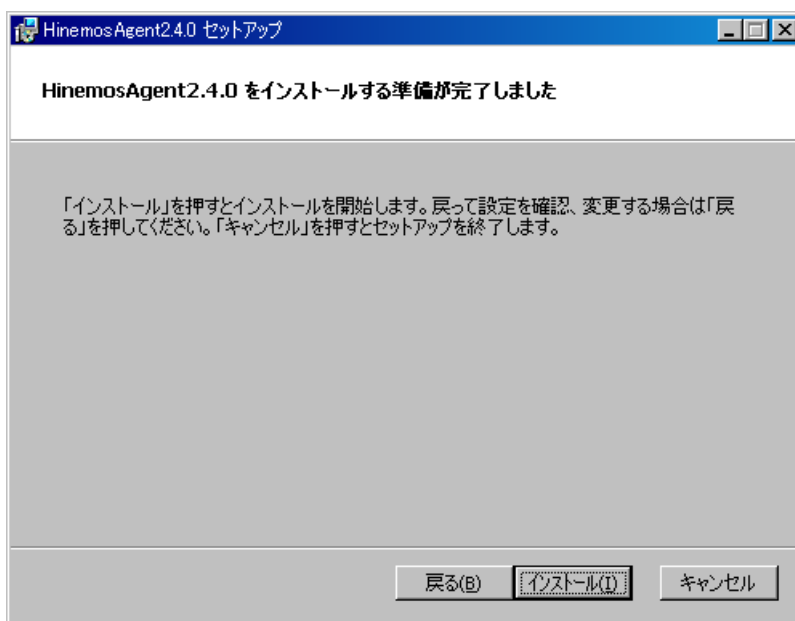 HinemosAgent2.4.0 セットアップ
HinemosAgent2.4.0 をインストールする準備が完了しました
「インストール」を押すとインストールを開始します。戻って設定を確認、変更する場合は「戻
る」を押してください。「キャンセル」を押すとセットアップを終了します。
戻る(B) インストール(I) キャンセル